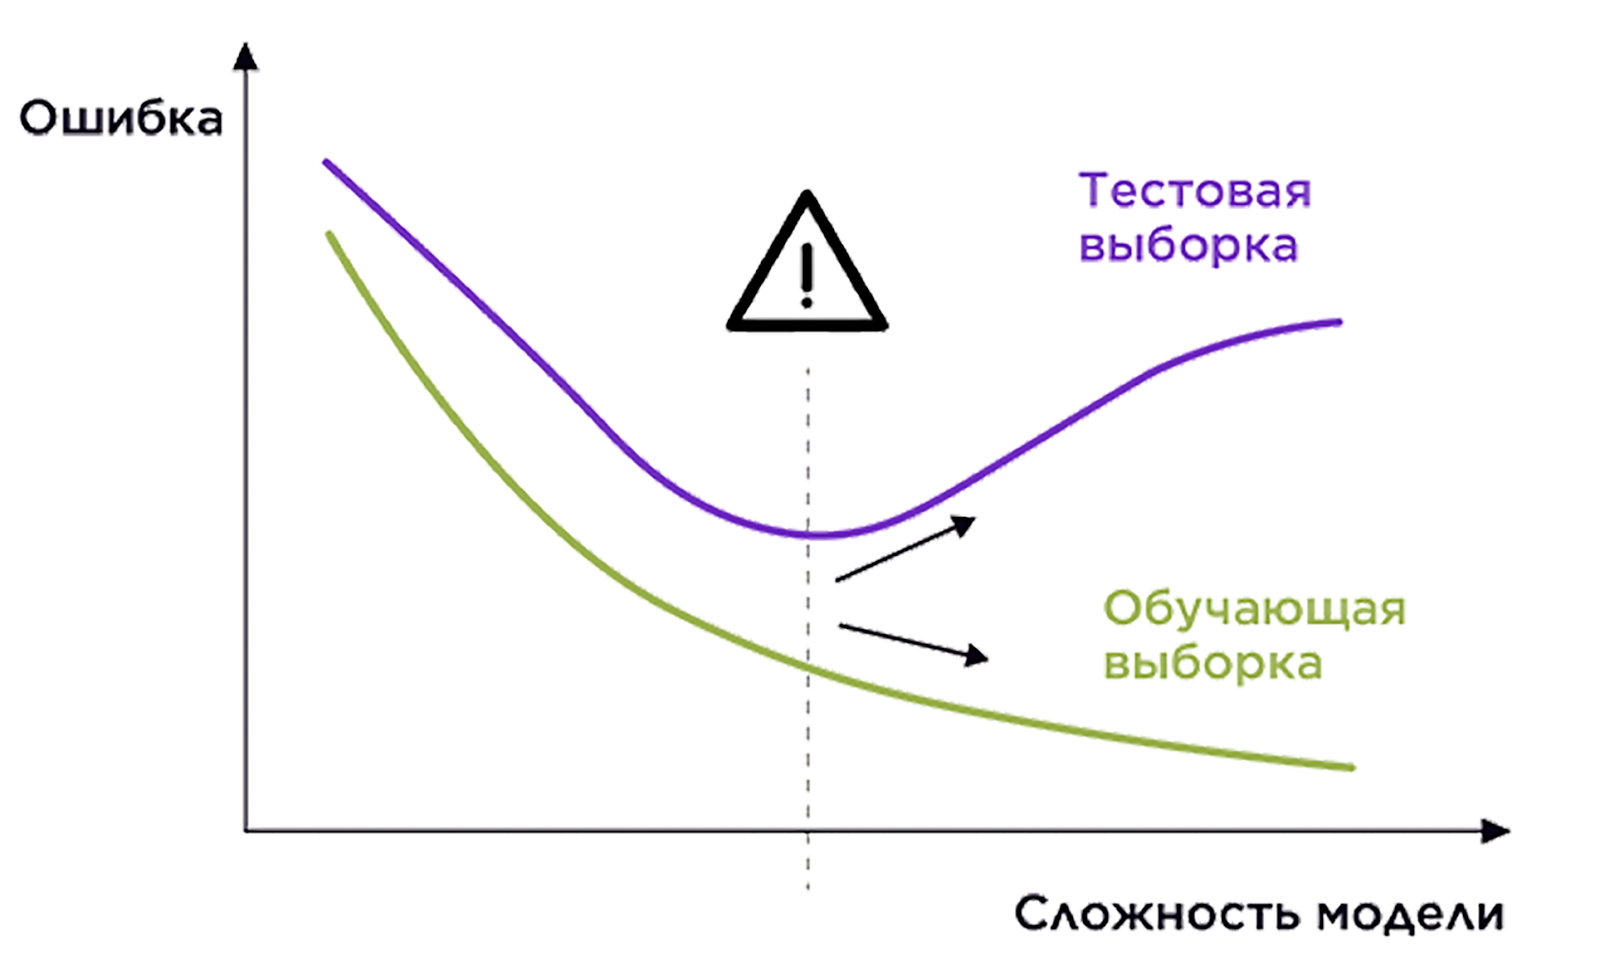 Ошибка
!
Тестовая
выборка
Обучающая
выборка
Сложность модели